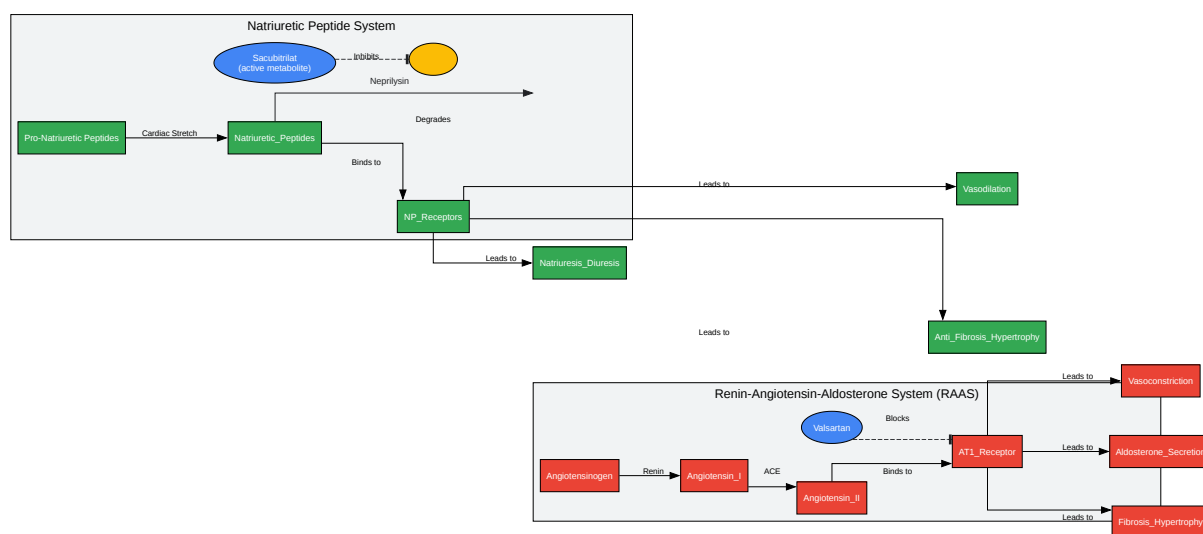 Natriuretic Peptide System
Sacubitrilat
(active metabolite)
Inhibits
Neprilysin
Degrades
Pro-Natriuretic Peptides
Cardiac Stretch
Natriuretic_Peptides
Binds to
NP_Receptors
Leads to
Vasodilation
Leads to
Natriuresis_Diuresis
Leads to
Anti_Fibrosis_Hypertrophy
Renin-Angiotensin-Aldosterone System (RAAS)
Leads to
Vasoconstriction
Valsartan
Blocks
AT1_Receptor
Leads to
Aldosterone_Secretion
Angiotensinogen
Renin
Angiotensin_I
ACE
Angiotensin_II
Binds to
Leads to
Fibrosis_Hypertrophy